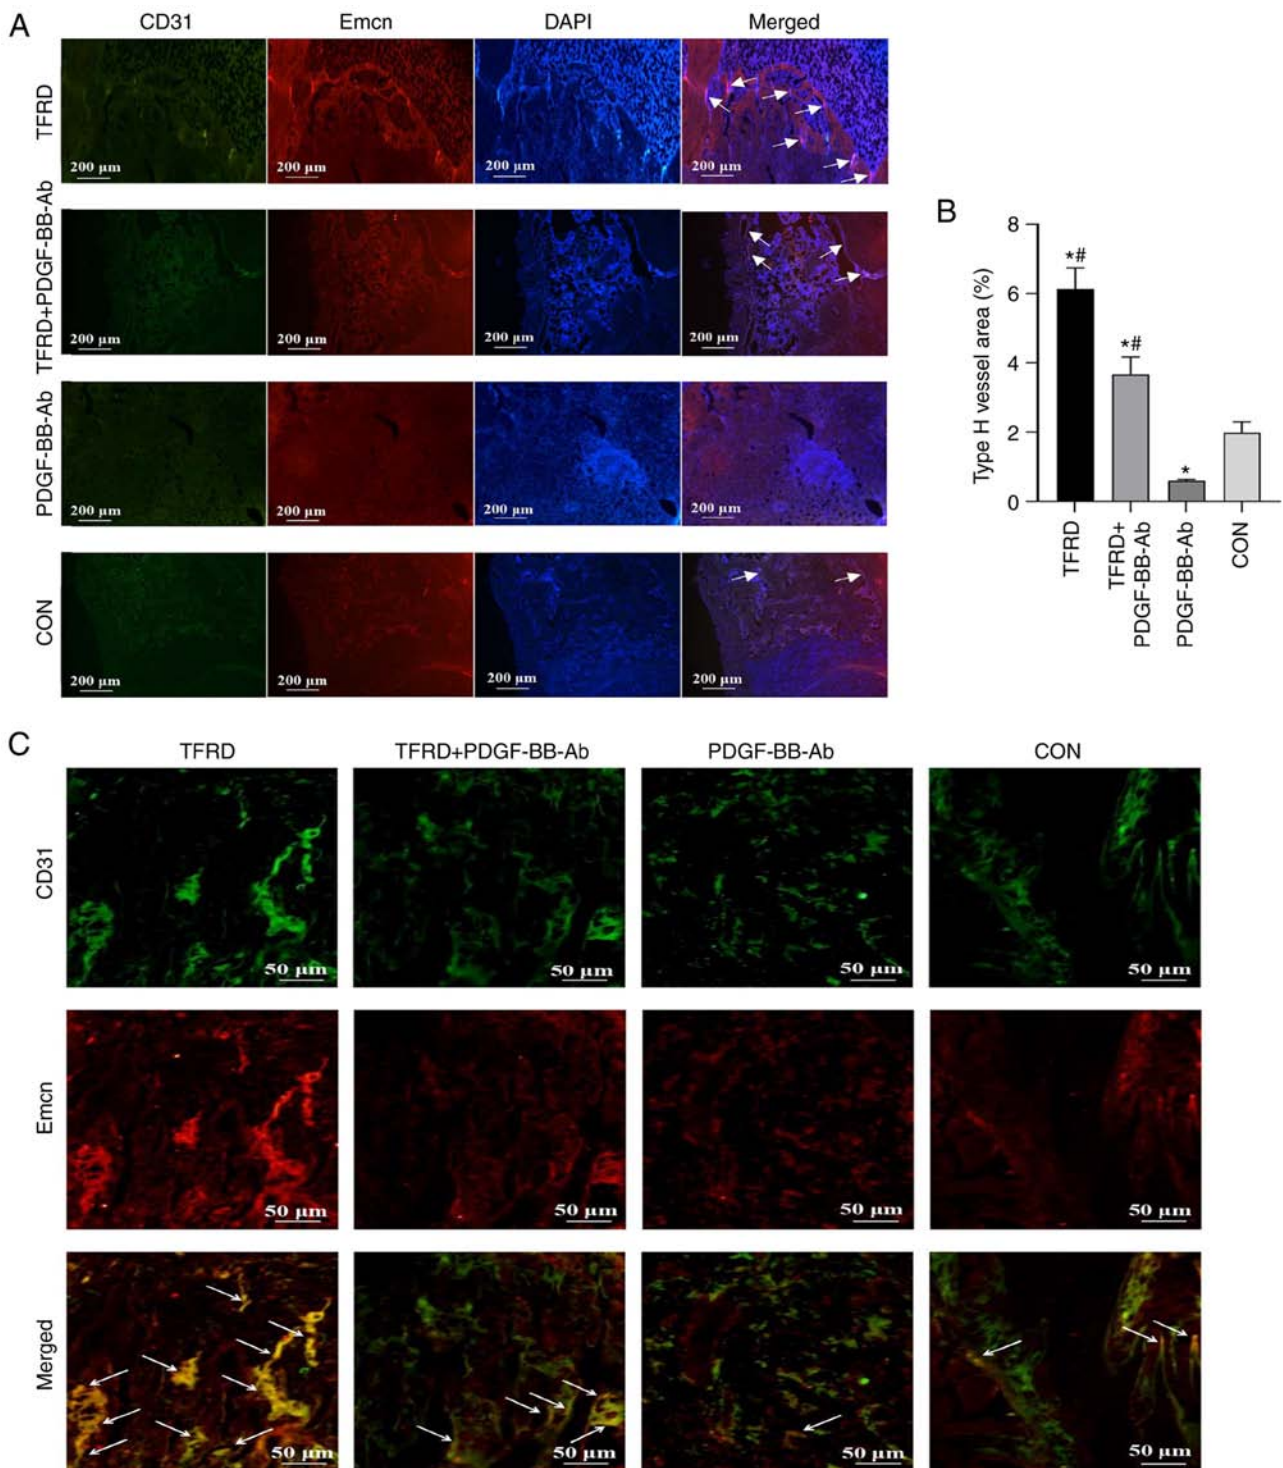 A
CD31 Emcn DAPI Merged
TFRD
200 µm 200 µm 200 µm 200 µm
TFRD+PDGF-BB-Ab
200 µm 200 µm 200 µm 200 µm
PDGF-BB-Ab
200 µm 200 µm 200 µm 200 µm
CON
200 µm 200 µm 200 µm 200 µm
B
Type H vessel area (%)
8
6
4
2
0
*#
*#
*
TFRD
TFRD+
PDGF-BB-Ab
PDGF-BB-Ab
CON
C
TFRD TFRD+PDGF-BB-Ab PDGF-BB-Ab CON
CD31
50 µm 50 µm 50 µm 50 µm
Emcn
50 µm 50 µm 50 µm 50 µm
Merged
50 µm 50 µm 50 µm 50 µm